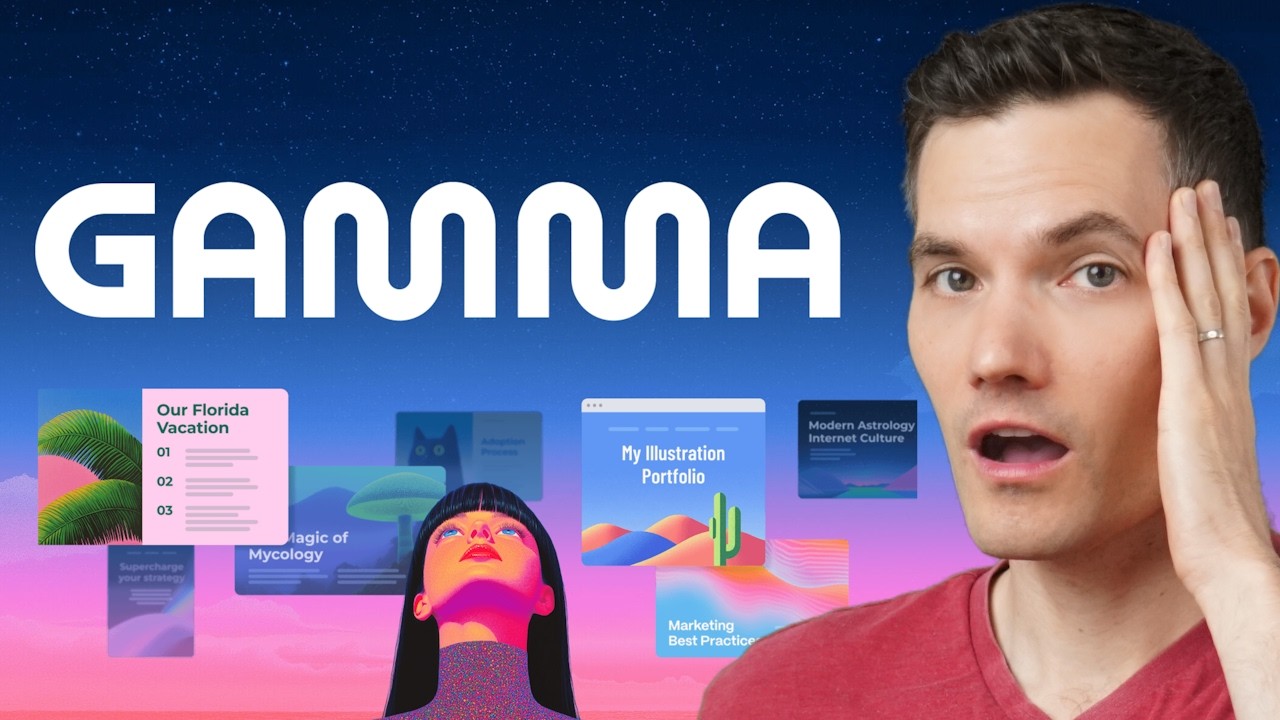 GAMMA
Our Florida
Vacation
01
02
03
Adoption
Process
My Illustration
Portfolio
Modern Astrology
Internet Culture
Magic of
Mycology
Supercharge
your strategy
Marketing
Best Practice